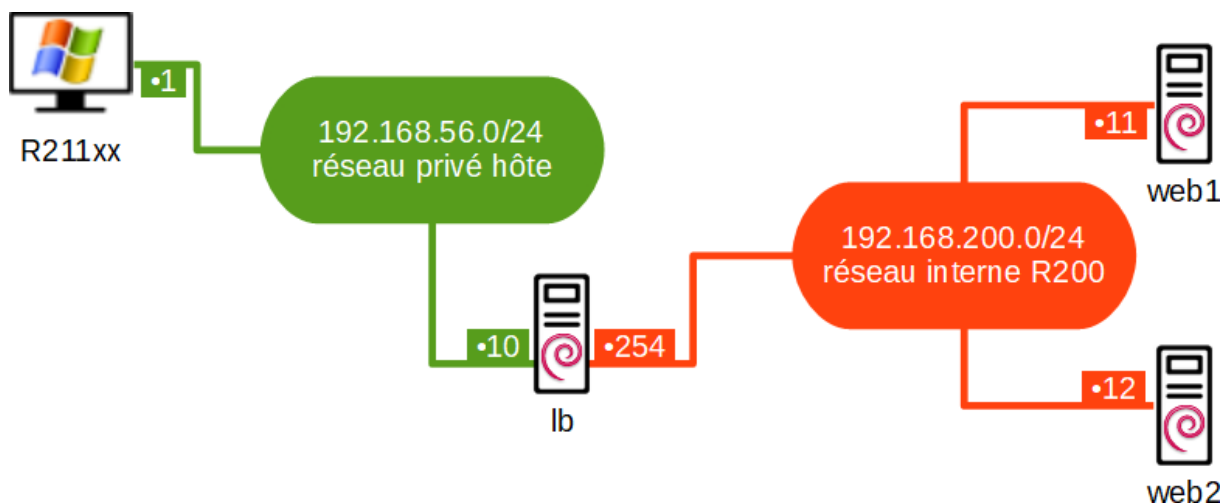 •1
R211xx
192.168.56.0/24
réseau privé hôte
•11
web1
192.168.200.0/24
réseau interne R200
•10
•254
lb
•12
web2